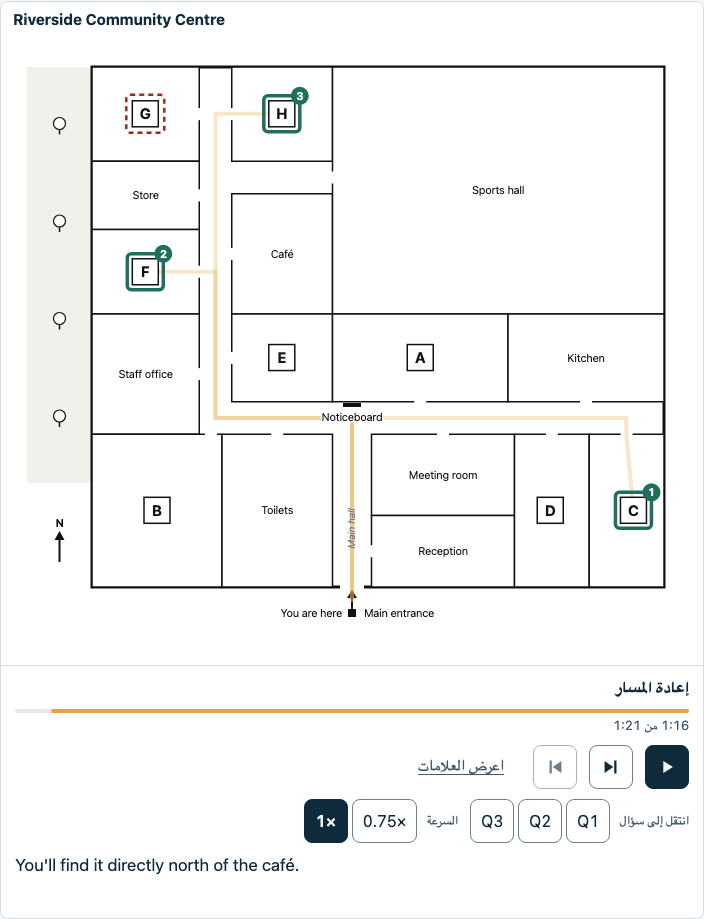 Riverside Community Centre
G
H
3
Sports hall
Store
Café
F
2
E
A
Kitchen
Staff office
Noticeboard
Meeting room
B
Toilets
Main hall
D
C
1
Reception
N
You are here
Main entrance
إعادة المسار
1:16 من 1:21
اعرض العلامات
انتقل إلى سؤال Q1 Q2 Q3 السرعة 0.75× 1×
You'll find it directly north of the café.